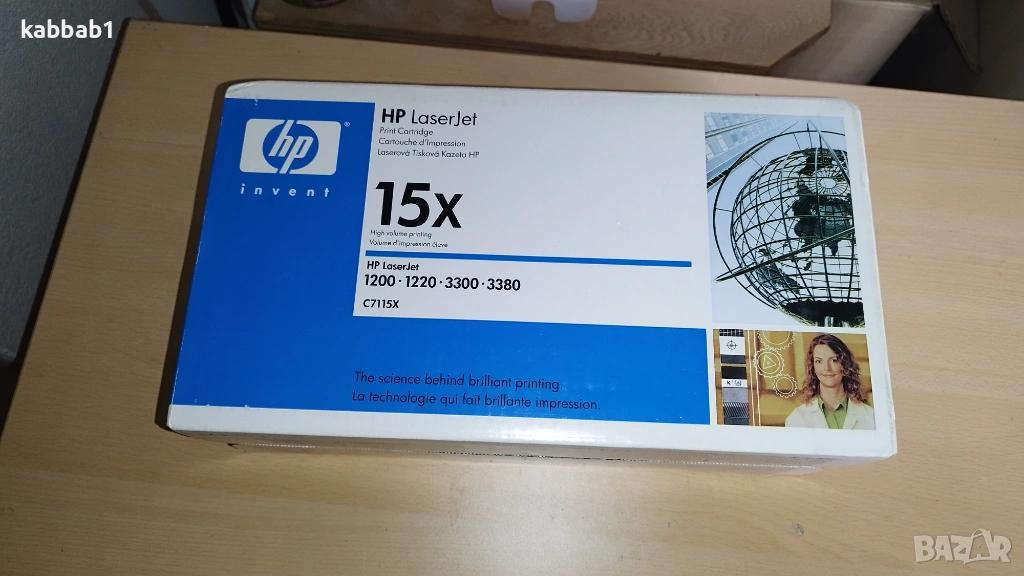 kabbab1
hp®
invent
HP LaserJet
Print Cartridge
Cartouche d'Impression
Laserová Tisková Kazeta HP
15x
High volume printing
Volume d'impression élevé
HP LaserJet
1200 · 1220 · 3300 · 3380
C7115X
K
The science behind brilliant printing.
La technologie qui fait brillante impression.
BAZAR